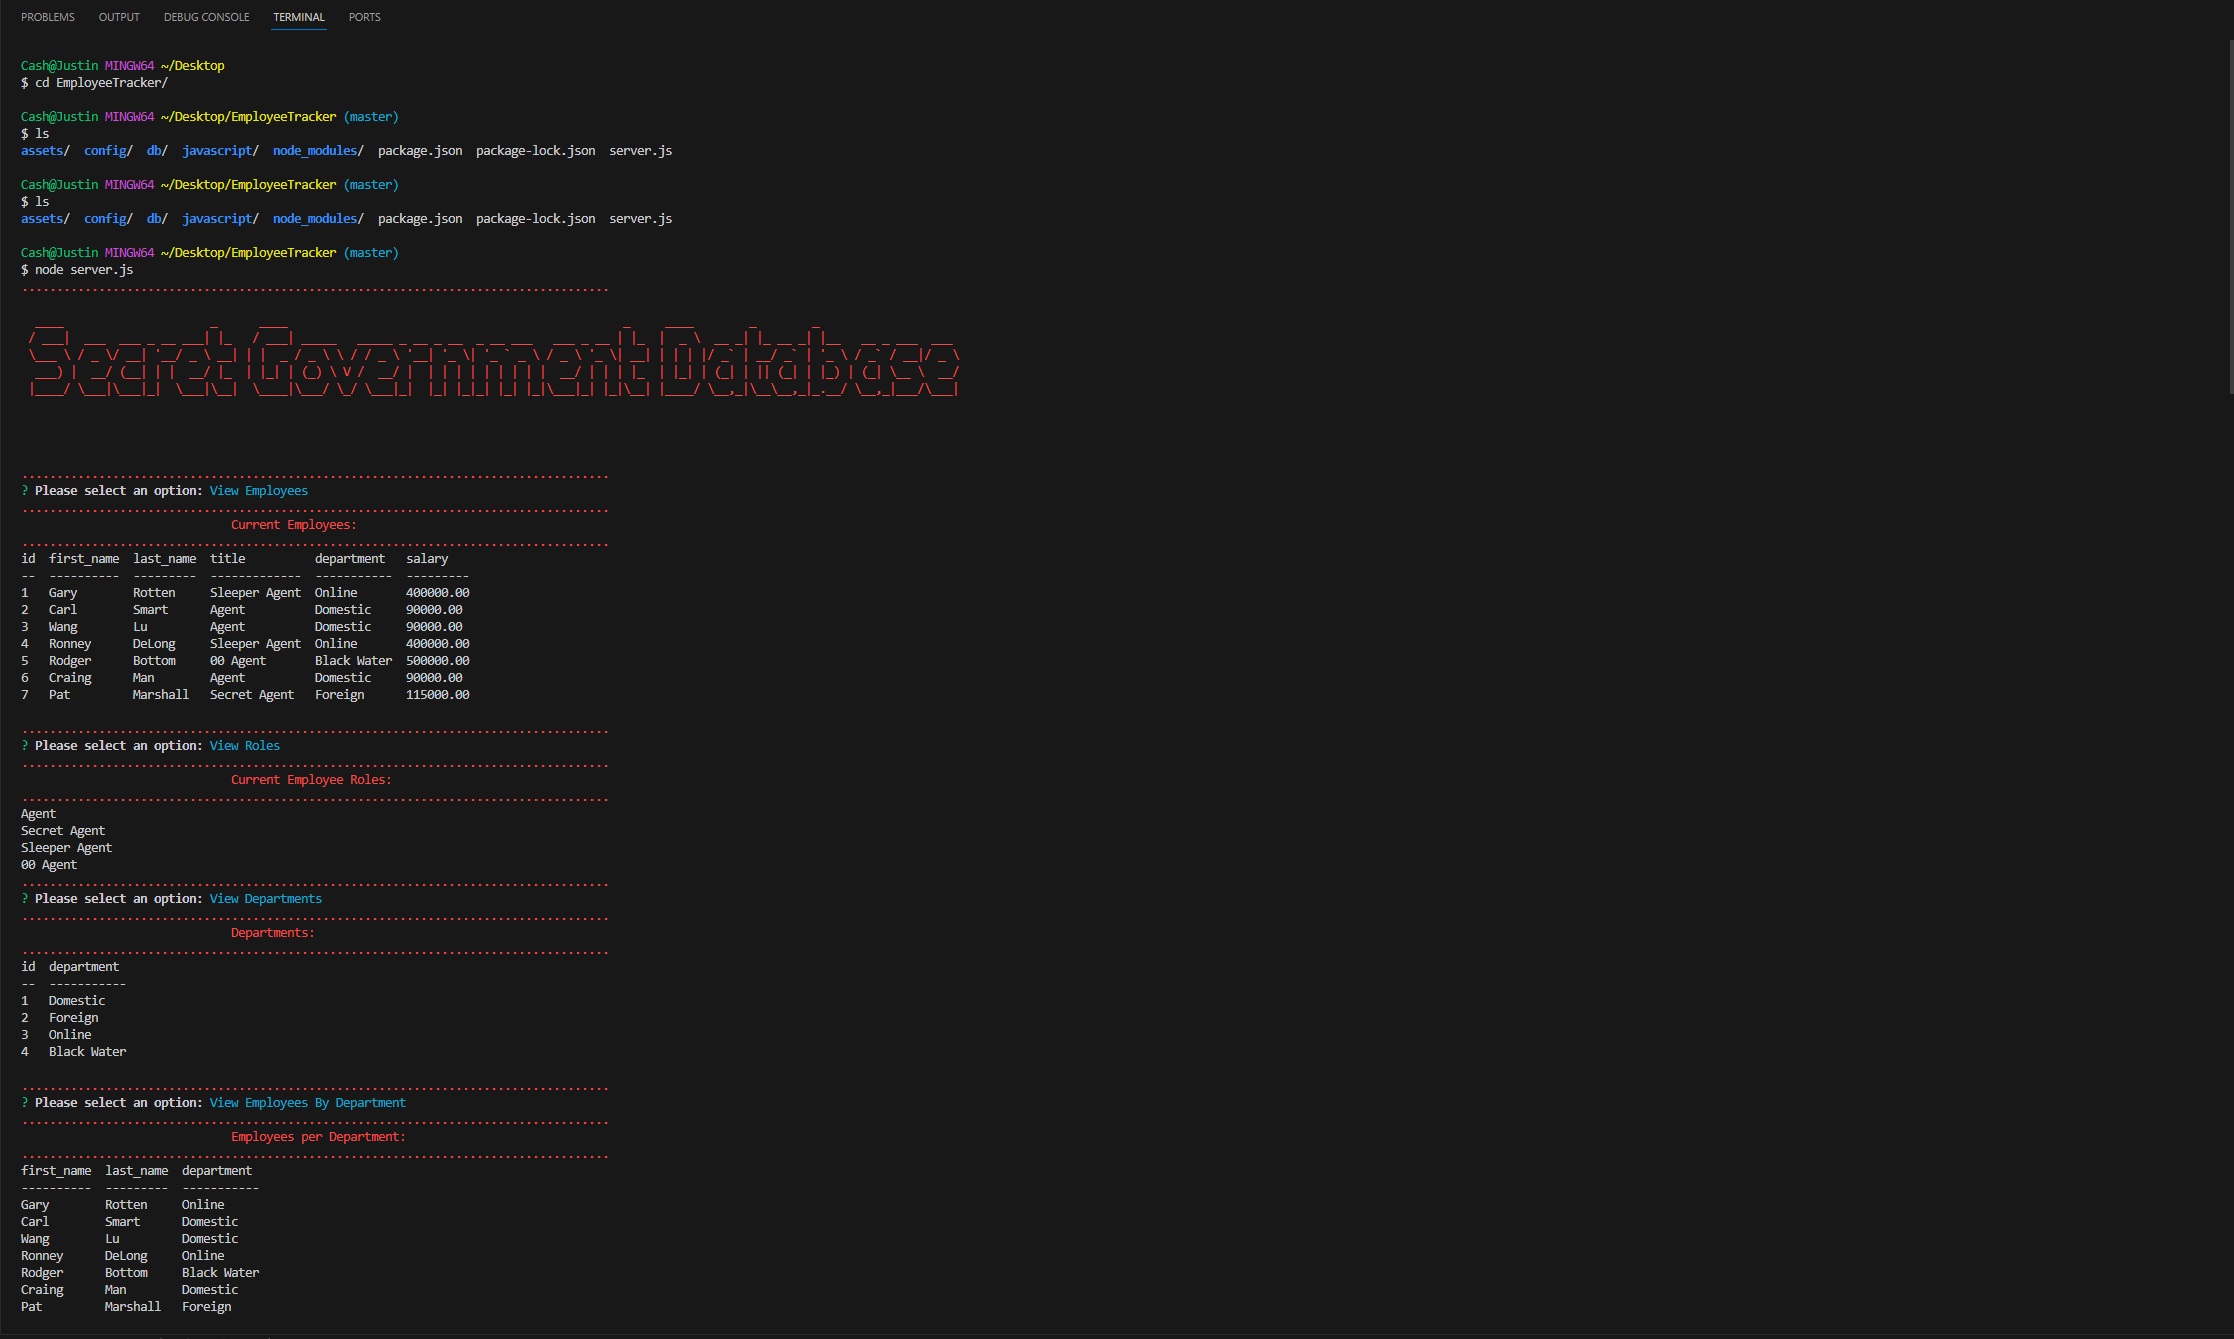 PROBLEMS OUTPUT DEBUG CONSOLE TERMINAL PORTS
Cash@Justin MINGW64 ~/Desktop
$ cd EmployeeTracker/
Cash@Justin MINGW64 ~/Desktop/EmployeeTracker (master)
$ ls
assets/ config/ db/ javascript/ node_modules/ package.json package-lock.json server.js
Cash@Justin MINGW64 ~/Desktop/EmployeeTracker (master)
$ ls
assets/ config/ db/ javascript/ node_modules/ package.json package-lock.json server.js
Cash@Justin MINGW64 ~/Desktop/EmployeeTracker (master)
$ node server.js
Secret Government Database
? Please select an option: View Employees
Current Employees:
id first_name last_name title department salary
-- ---------- --------- ------------- ----------- ---------
1 Gary Rotten Sleeper Agent Online 400000.00
2 Carl Smart Agent Domestic 90000.00
3 Wang Lu Agent Domestic 90000.00
4 Ronney DeLong Sleeper Agent Online 400000.00
5 Rodger Bottom 00 Agent Black Water 500000.00
6 Craing Man Agent Domestic 90000.00
7 Pat Marshall Secret Agent Foreign 115000.00
? Please select an option: View Roles
Current Employee Roles:
Agent
Secret Agent
Sleeper Agent
00 Agent
? Please select an option: View Departments
Departments:
id department
-- -----------
1 Domestic
2 Foreign
3 Online
4 Black Water
? Please select an option: View Employees By Department
Employees per Department:
first_name last_name department
---------- --------- -----------
Gary Rotten Online
Carl Smart Domestic
Wang Lu Domestic
Ronney DeLong Online
Rodger Bottom Black Water
Craing Man Domestic
Pat Marshall Foreign